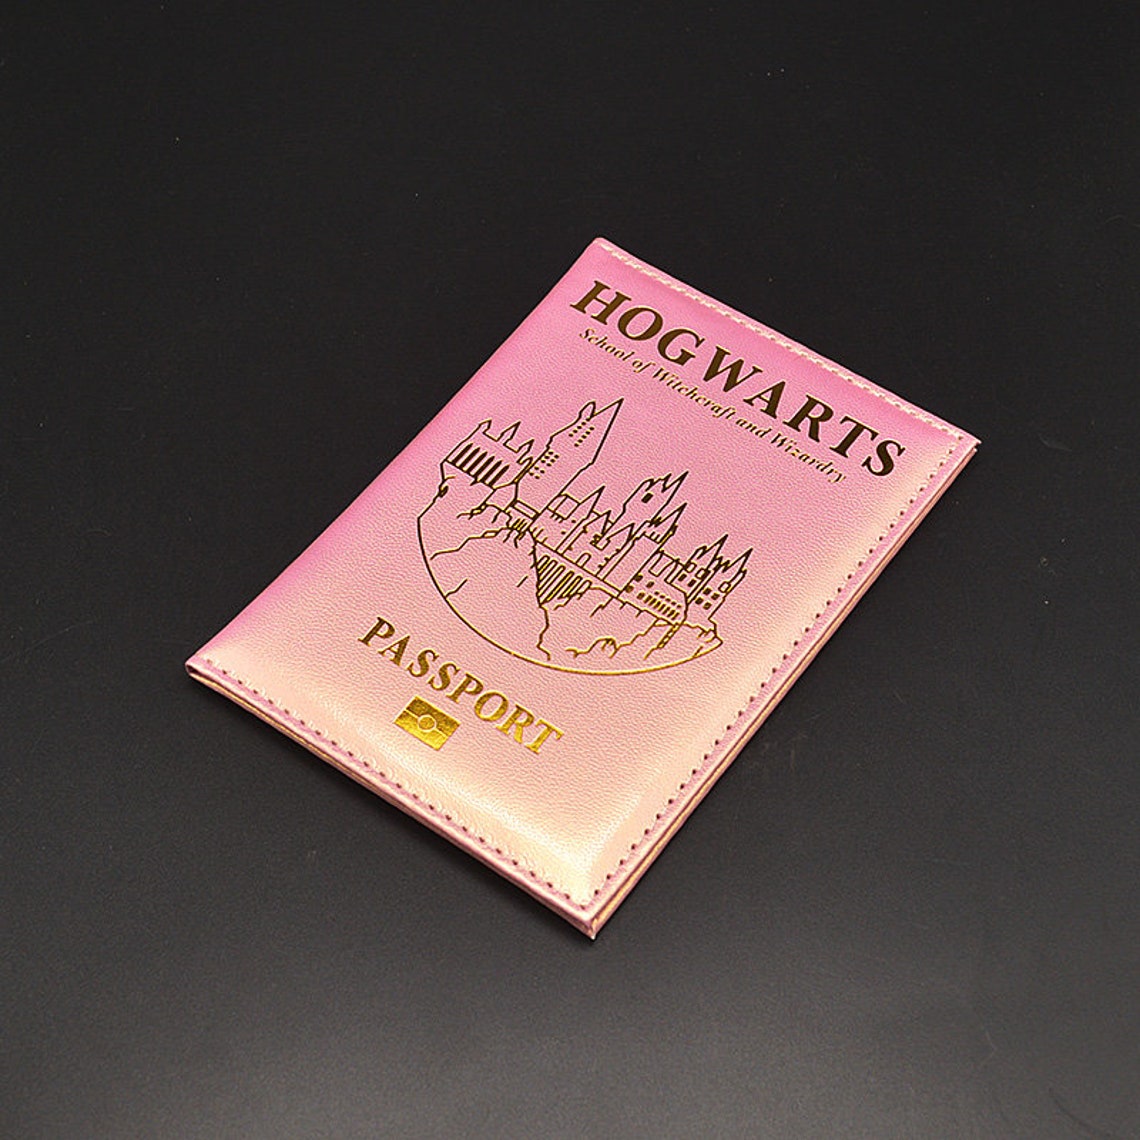 HOGWARTS
School of Witchcraft and Wizardry
PASSPORT